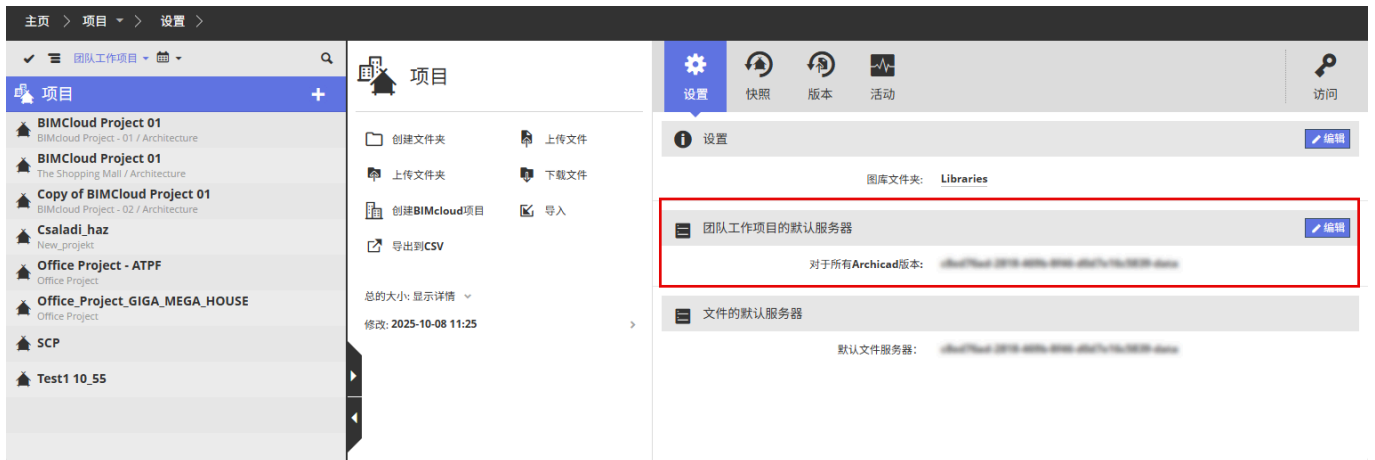 主页 项目 设置
团队工作项目
项目
BIMCloud Project 01
BIMdoud Project - 01 / Architecture
BIMCloud Project 01
The Shopping Mall / Architecture
Copy of BIMCloud Project 01
BIMdoud Project - 02 / Architecture
Csaladi_haz
New_projekt
Office Project - ATPF
Office Project
Office_Project_GIGA_MEGA_HOUSE
Office Project
SCP
Test1 10_55
项目
创建文件夹 上传文件
上传文件夹 下载文件
创建BIMcloud项目 导入
导出到CSV
总的大小: 显示详情
修改: 2025-10-08 11:25
设置 快照 版本 活动 访问
设置 编辑
图库文件夹: Libraries
团队工作项目的默认服务器 编辑
对于所有Archicad版本:
文件的默认服务器
默认文件服务器: